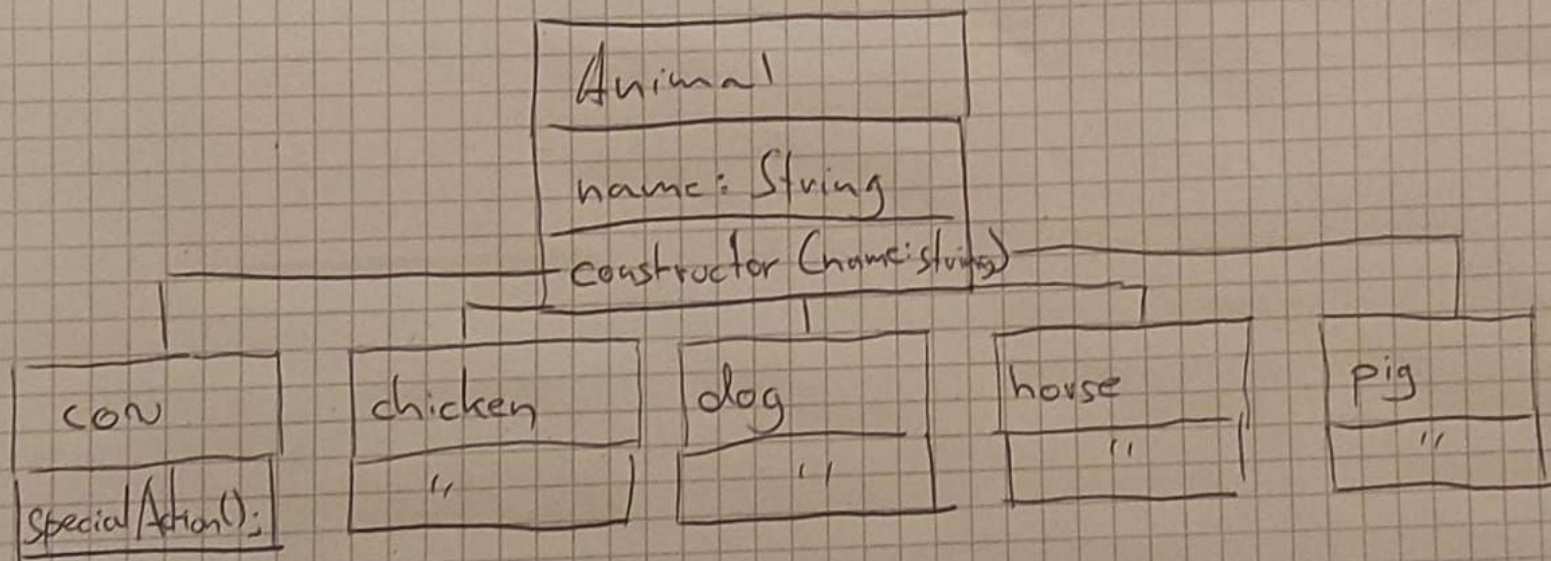 Animal
name: String
constructor (name: string)
cow
chicken
dog
horse
pig
specialAction();
"
"
"
"